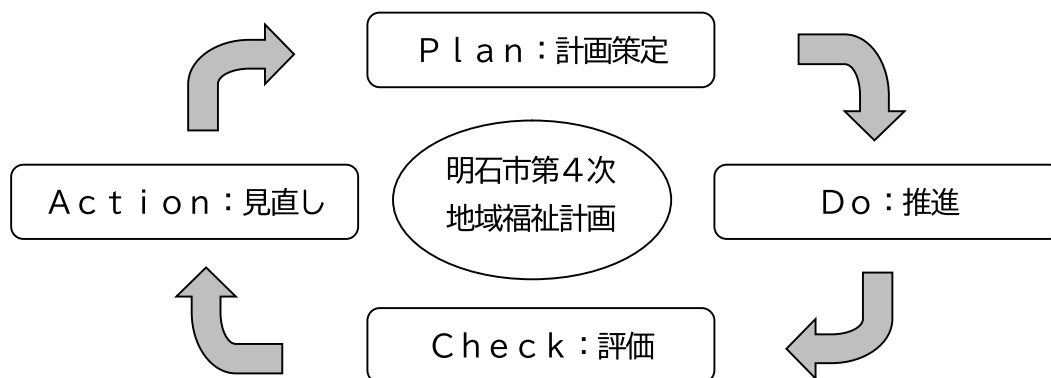 Ｐｌａｎ：計画策定
明石市第４次
地域福祉計画
Ａｃｔｉｏｎ：見直し
Ｄｏ：推進
Ｃｈｅｃｋ：評価